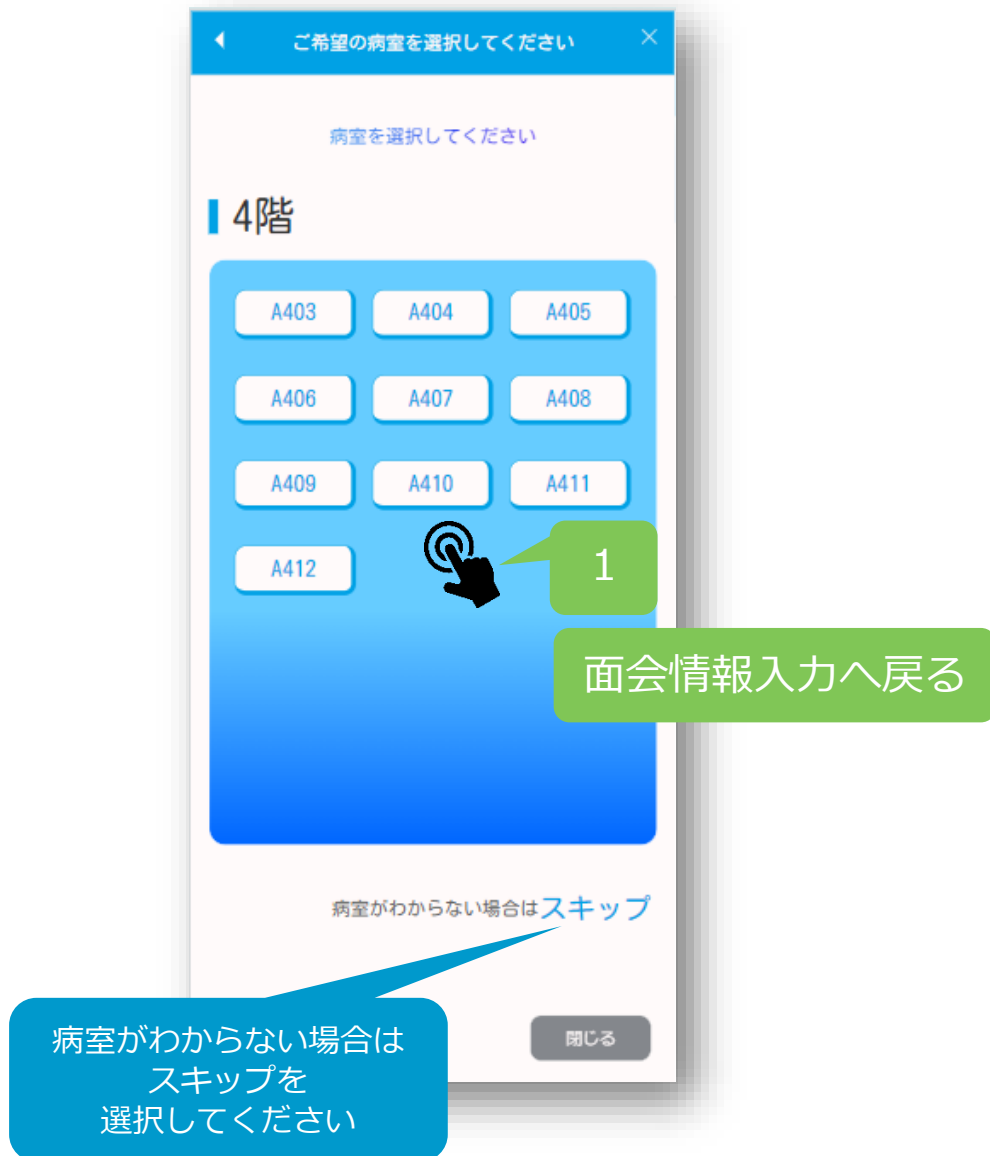 ご希望の病室を選択してください
病室を選択してください
4階
A403 A404 A405
A406 A407 A408
A409 A410 A411
A412
1
面会情報入力へ戻る
病室がわからない場合はスキップ
病室がわからない場合は
スキップを
選択してください
閉じる